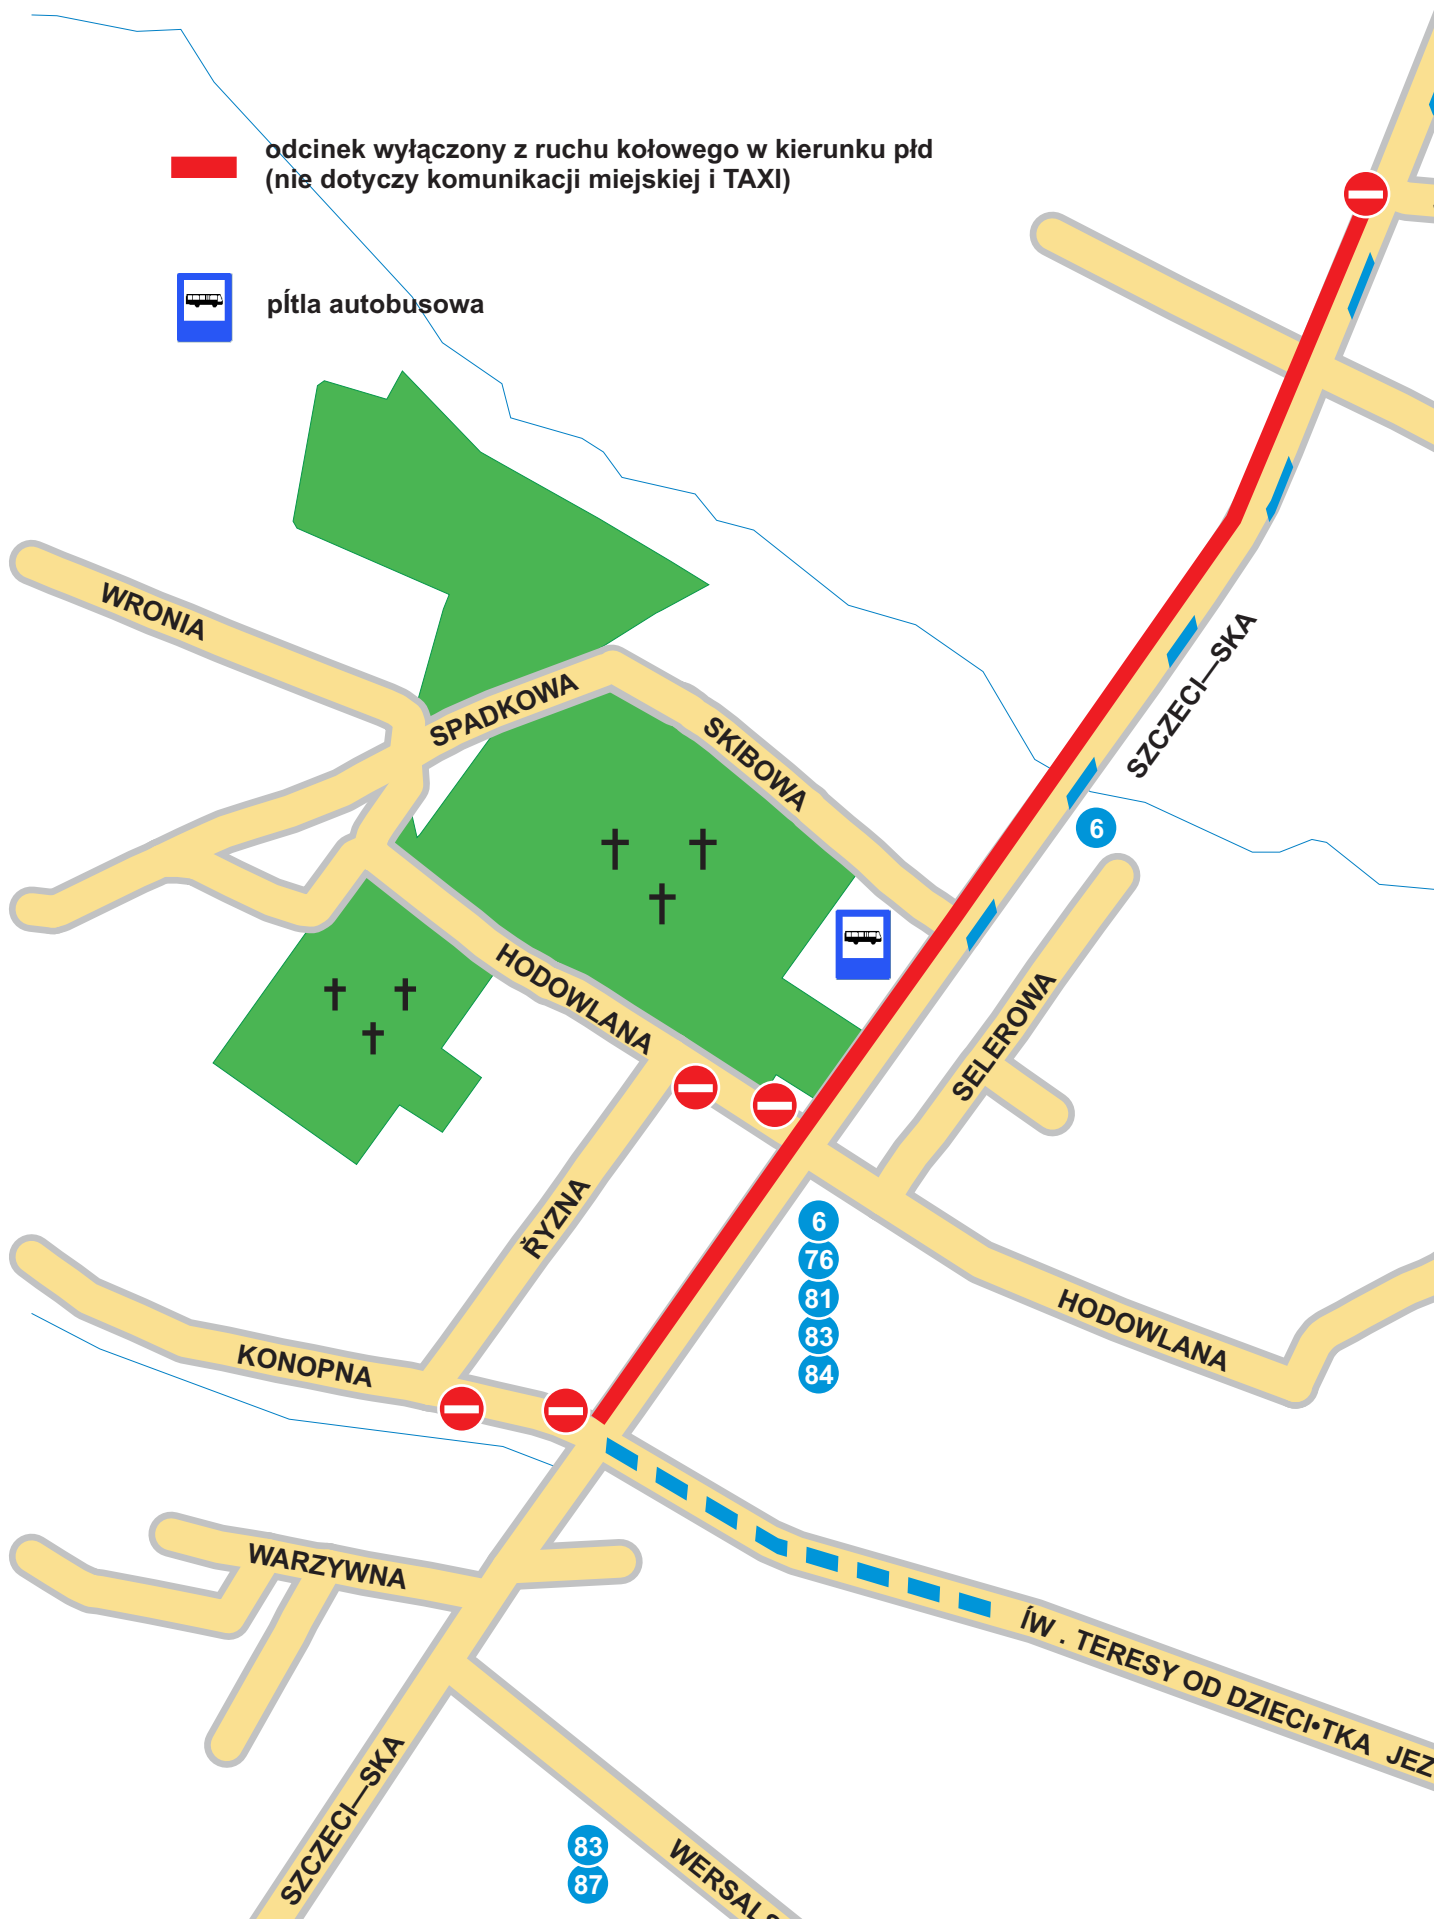 odcinek wyłączony z ruchu kołowego w kierunku płd
(nie dotyczy komunikacji miejskiej i TAXI)
pĺtla autobusowa
WRONIA
SPADKOWA
SKIBOWA
SZCZECI—SKA
6
HODOWLANA
SELEROWA
ŘYZNA
6
76
81
83
84
HODOWLANA
KONOPNA
WARZYWNA
ÍW . TERESY OD DZIECI•TKA JEZ
SZCZECI—SKA
83
87
WERSALS